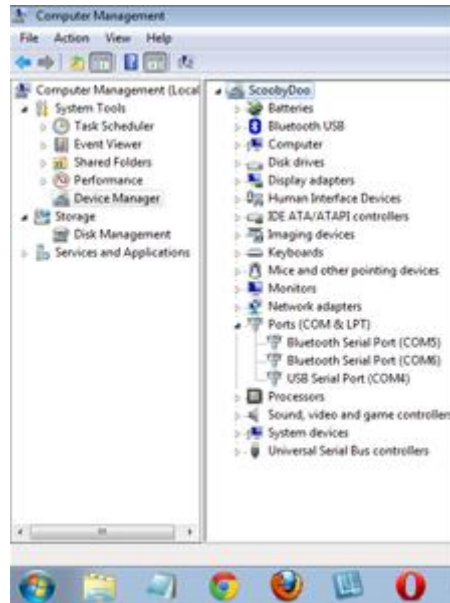 Computer Management
File Action View Help
Computer Management (Local
System Tools
Task Scheduler
Event Viewer
Shared Folders
Performance
Device Manager
Storage
Disk Management
Services and Applications
ScoobyDoo
Batteries
Bluetooth USB
Computer
Disk drives
Display adapters
Human Interface Devices
IDE ATA/ATAPI controllers
Imaging devices
Keyboards
Mice and other pointing devices
Monitors
Network adapters
Ports (COM & LPT)
Bluetooth Serial Port (COM5)
Bluetooth Serial Port (COM6)
USB Serial Port (COM4)
Processors
Sound, video and game controllers
System devices
Universal Serial Bus controllers